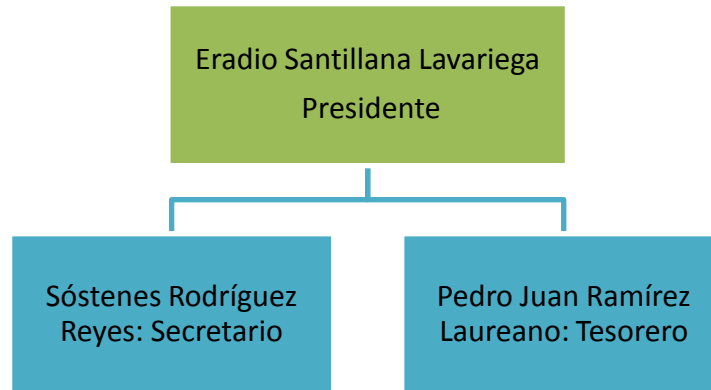 Eradio Santillana Lavariega
Presidente
Sóstenes Rodríguez
Reyes: Secretario
Pedro Juan Ramírez
Laureano: Tesorero